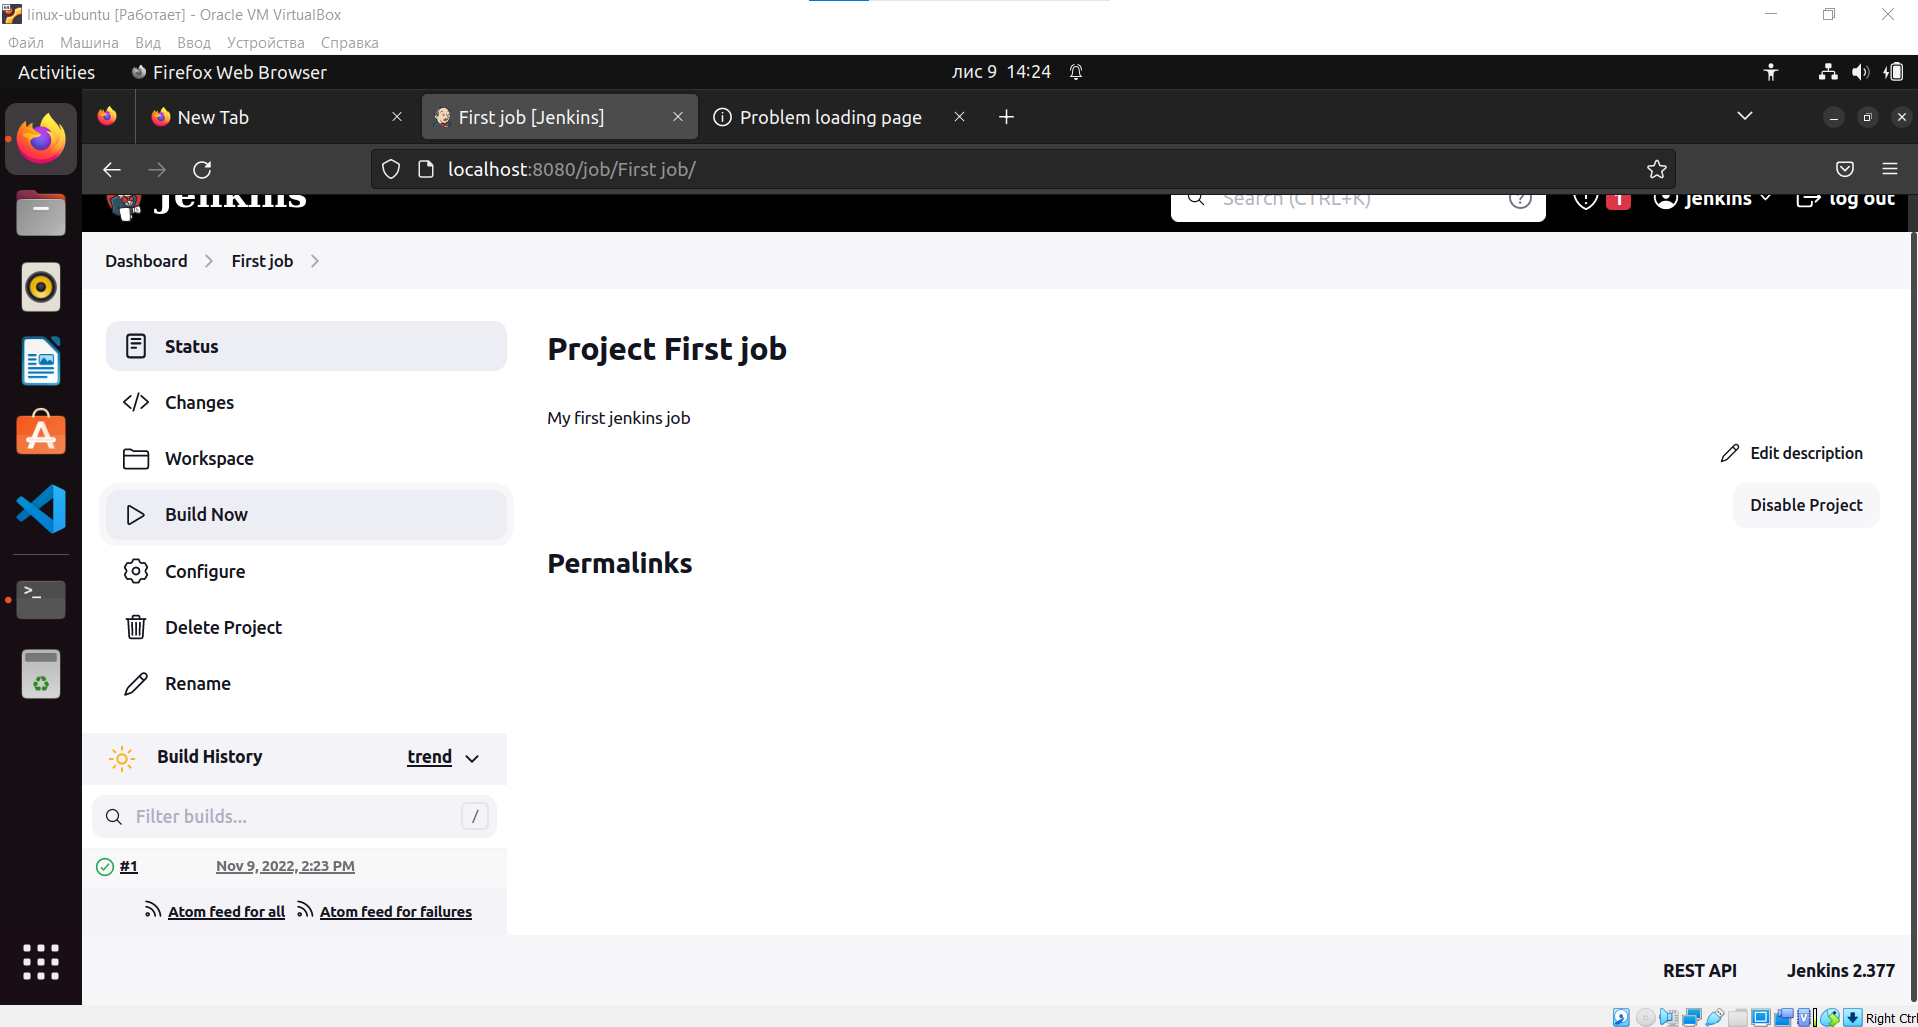 linux-ubuntu [Работает] - Oracle VM VirtualBox
Файл Машина Вид Ввод Устройства Справка
Activities Firefox Web Browser лис 9 14:24
New Tab First job [Jenkins] Problem loading page
localhost:8080/job/First job/
Jenkins Search (CTRL+K) ? 1 jenkins log out
Dashboard First job
Status
Changes
Workspace
Build Now
Configure
Delete Project
Rename
Project First job
My first jenkins job
Edit description
Disable Project
Permalinks
Build History trend
Filter builds... /
#1 Nov 9, 2022, 2:23 PM
Atom feed for all Atom feed for failures
REST API Jenkins 2.377
Right Ctrl